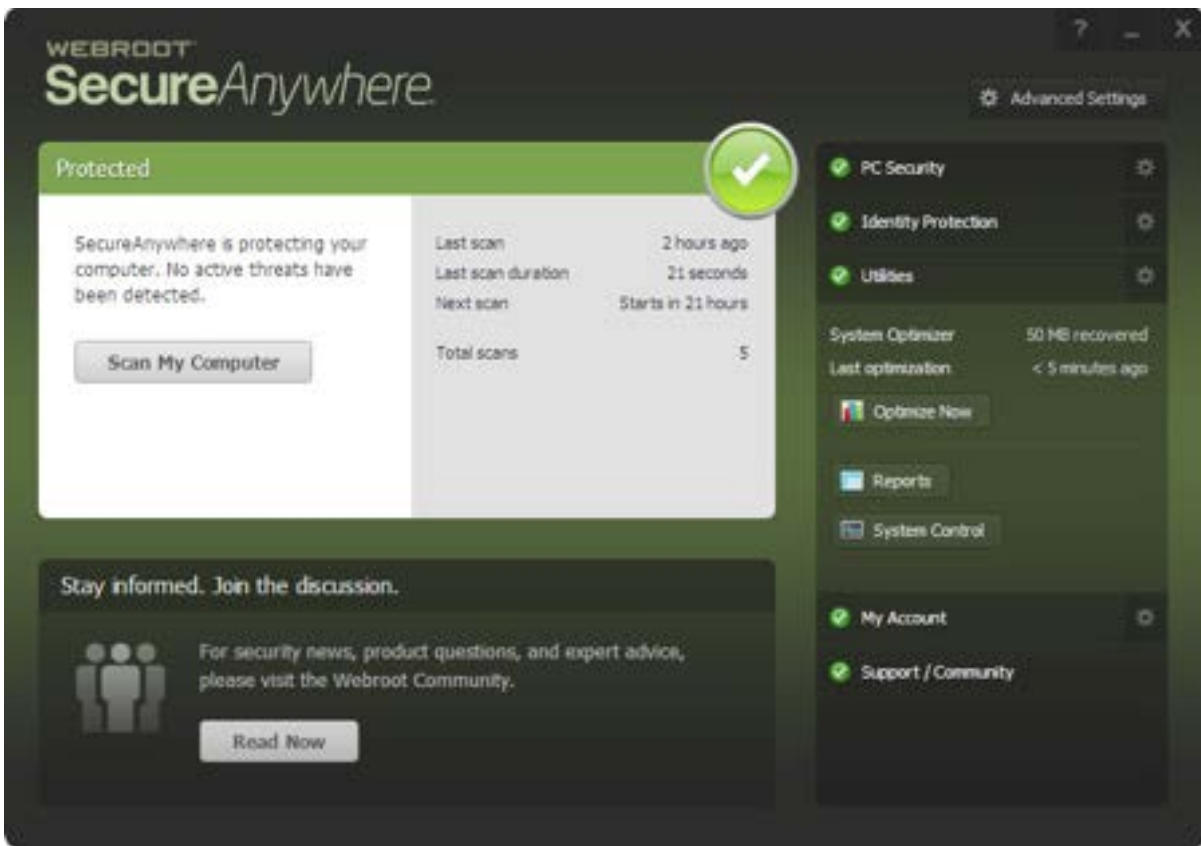 WEBROOT
SecureAnywhere.
? _ X
Advanced Settings
Protected
SecureAnywhere is protecting your
computer. No active threats have
been detected.
Scan My Computer
Last scan 2 hours ago
Last scan duration 21 seconds
Next scan Starts in 21 hours
Total scans 5
Stay informed. Join the discussion.
For security news, product questions, and expert advice,
please visit the Webroot Community.
Read Now
PC Security
Identity Protection
Utilities
System Optimizer 50 MB recovered
Last optimization < 5 minutes ago
Optimize Now
Reports
System Control
My Account
Support / Community